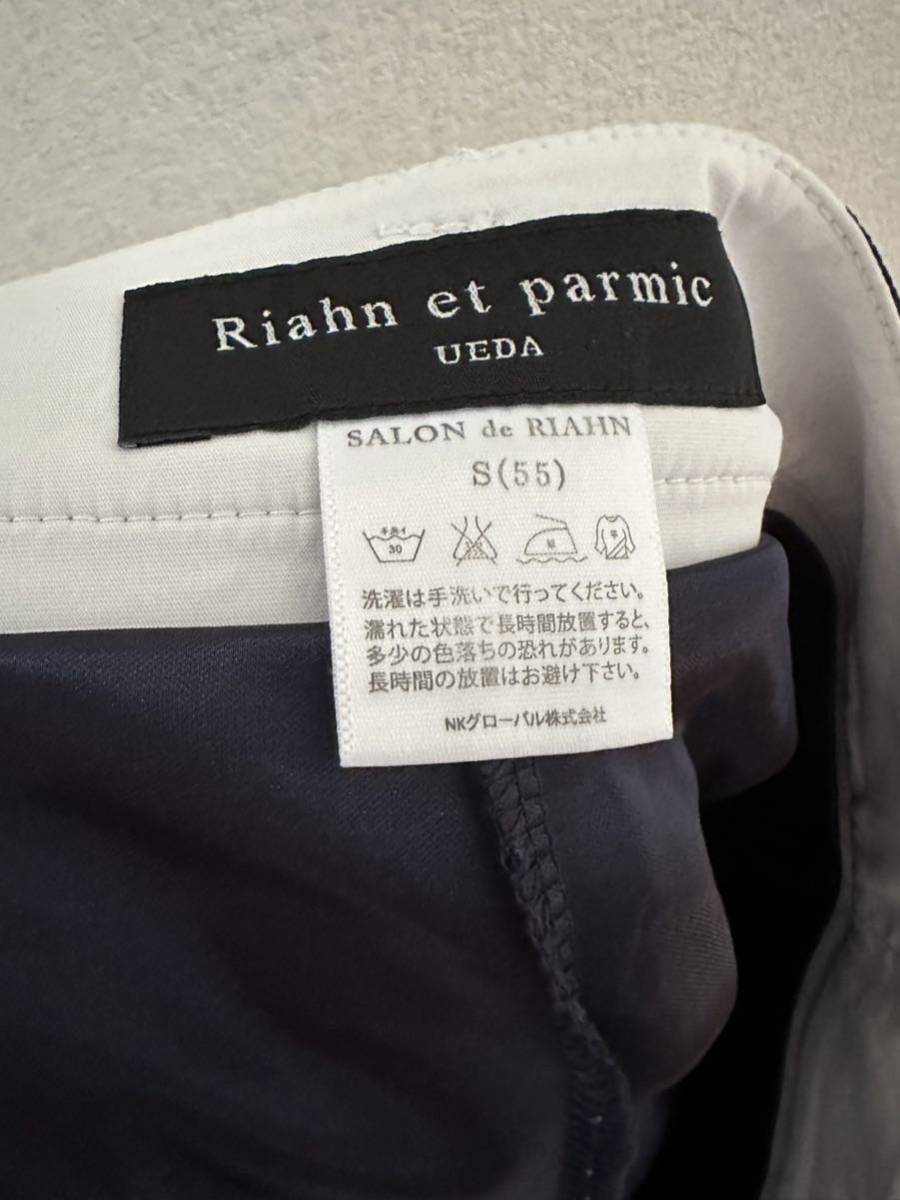 Riahn et parmic
UEDA
SALON de RIAHN
S(55)
手洗イ
30
平
洗濯は手洗いで行ってください。
濡れた状態で長時間放置すると、
多少の色落ちの恐れがあります。
長時間の放置はお避け下さい。
NKグローバル株式会社